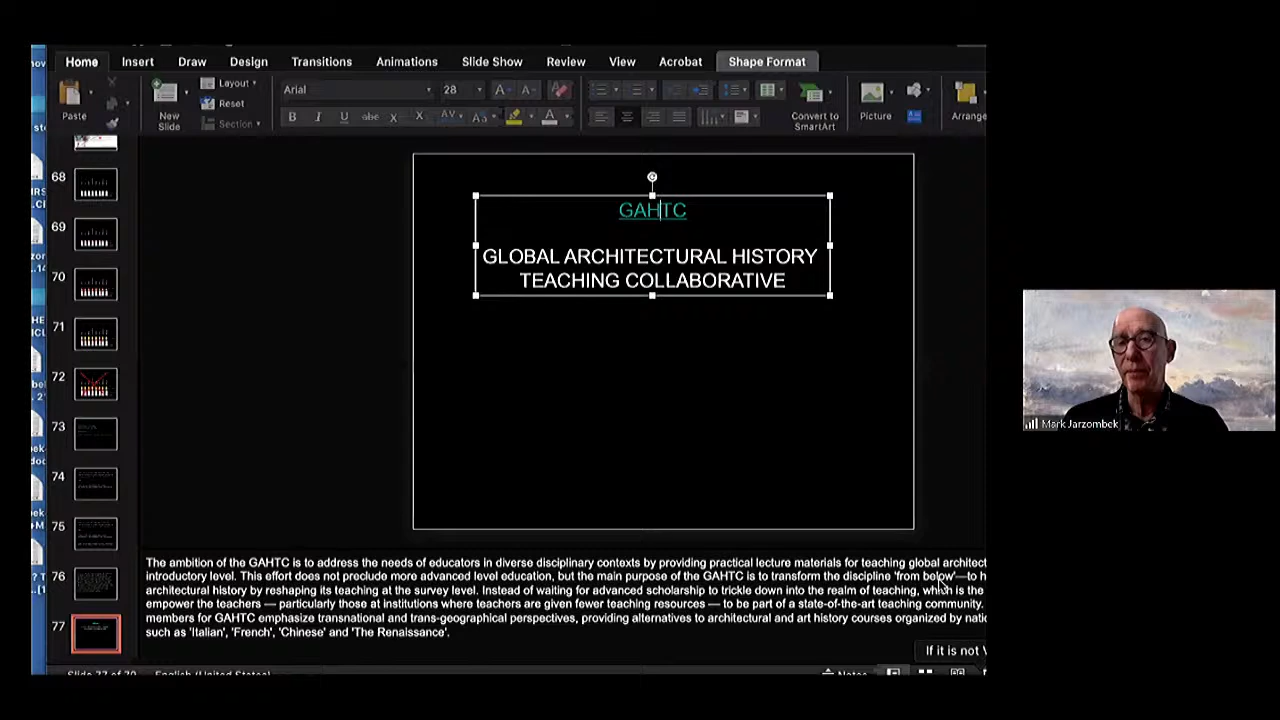 Home Insert Draw Design Transitions Animations Slide Show Review View Acrobat Shape Format
Paste
New
Slide
Layout
Reset
Section
Arial 28
Convert to
SmartArt
Picture
Arrange
68
69
70
71
72
73
74
75
76
77
GAHTC
GLOBAL ARCHITECTURAL HISTORY
TEACHING COLLABORATIVE
The ambition of the GAHTC is to address the needs of educators in diverse disciplinary contexts by providing practical lecture materials for teaching global architect
introductory level. This effort does not preclude more advanced level education, but the main purpose of the GAHTC is to transform the discipline 'from below'—to h
architectural history by reshaping its teaching at the survey level. Instead of waiting for advanced scholarship to trickle down into the realm of teaching, which is the
empower the teachers — particularly those at institutions where teachers are given fewer teaching resources — to be part of a state-of-the-art teaching community.
members for GAHTC emphasize transnational and trans-geographical perspectives, providing alternatives to architectural and art history courses organized by natio
such as 'Italian', 'French', 'Chinese' and 'The Renaissance'.
If it is not
Mark Jarzombek
English (United States)
Notes